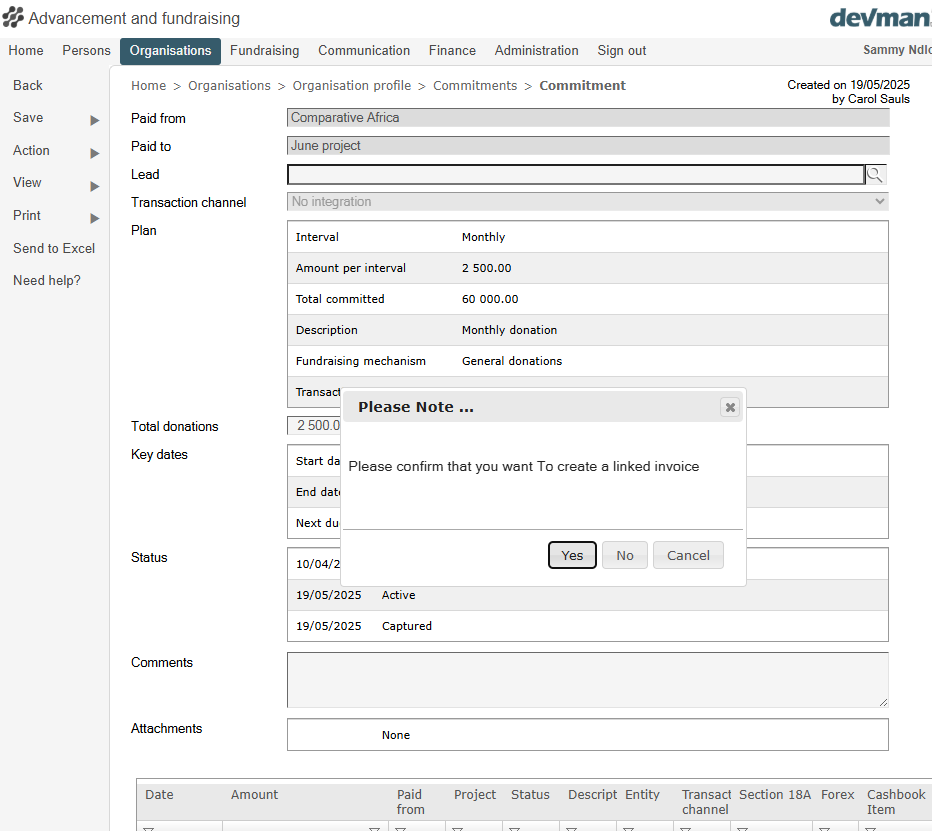 Advancement and fundraising
devman
Home Persons Organisations Fundraising Communication Finance Administration Sign out
Sammy Ndlo
Back
Save
Action
View
Print
Send to Excel
Need help?
Home > Organisations > Organisation profile > Commitments > Commitment
Created on 19/05/2025
by Carol Sauls
Paid from Comparative Africa
Paid to June project
Lead
Transaction channel No integration
Plan
Interval Monthly
Amount per interval 2 500.00
Total committed 60 000.00
Description Monthly donation
Fundraising mechanism General donations
Transact
Please Note ...
Please confirm that you want To create a linked invoice
Yes No Cancel
Total donations 2 500.0
Key dates
Start da
End date
Next du
Status
10/04/2
19/05/2025 Active
19/05/2025 Captured
Comments
Attachments None
Date Amount Paid from Project Status Descript Entity Transact channel Section 18A Forex Cashbook Item